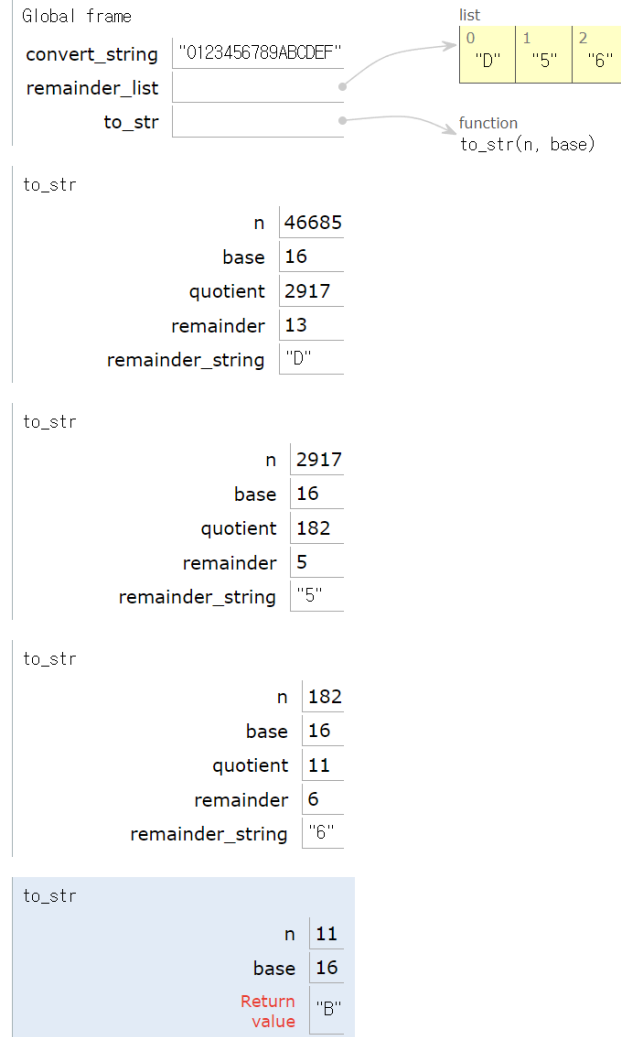 Global frame
convert_string "0123456789ABCDEF"
remainder_list
to_str
list
0 1 2
"D" "5" "6"
function
to_str(n, base)
to_str
n 46685
base 16
quotient 2917
remainder 13
remainder_string "D"
to_str
n 2917
base 16
quotient 182
remainder 5
remainder_string "5"
to_str
n 182
base 16
quotient 11
remainder 6
remainder_string "6"
to_str
n 11
base 16
Return
value "B"